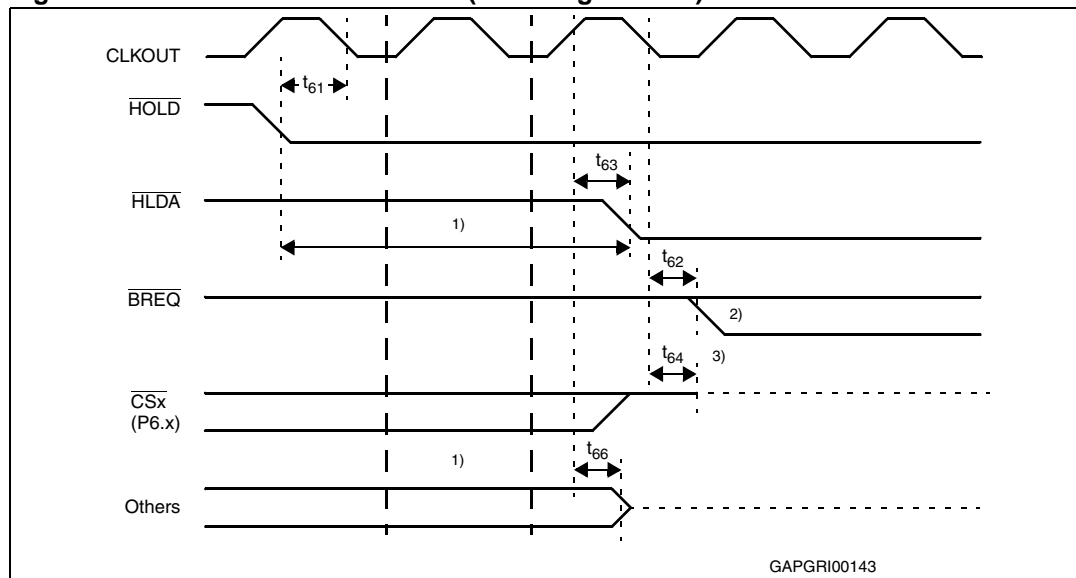 CLKOUT
t61
HOLD
t63
HLDA
1)
t62
BREQ
2)
t64
3)
CSx
(P6.x)
1)
t66
Others
GAPGRI00143